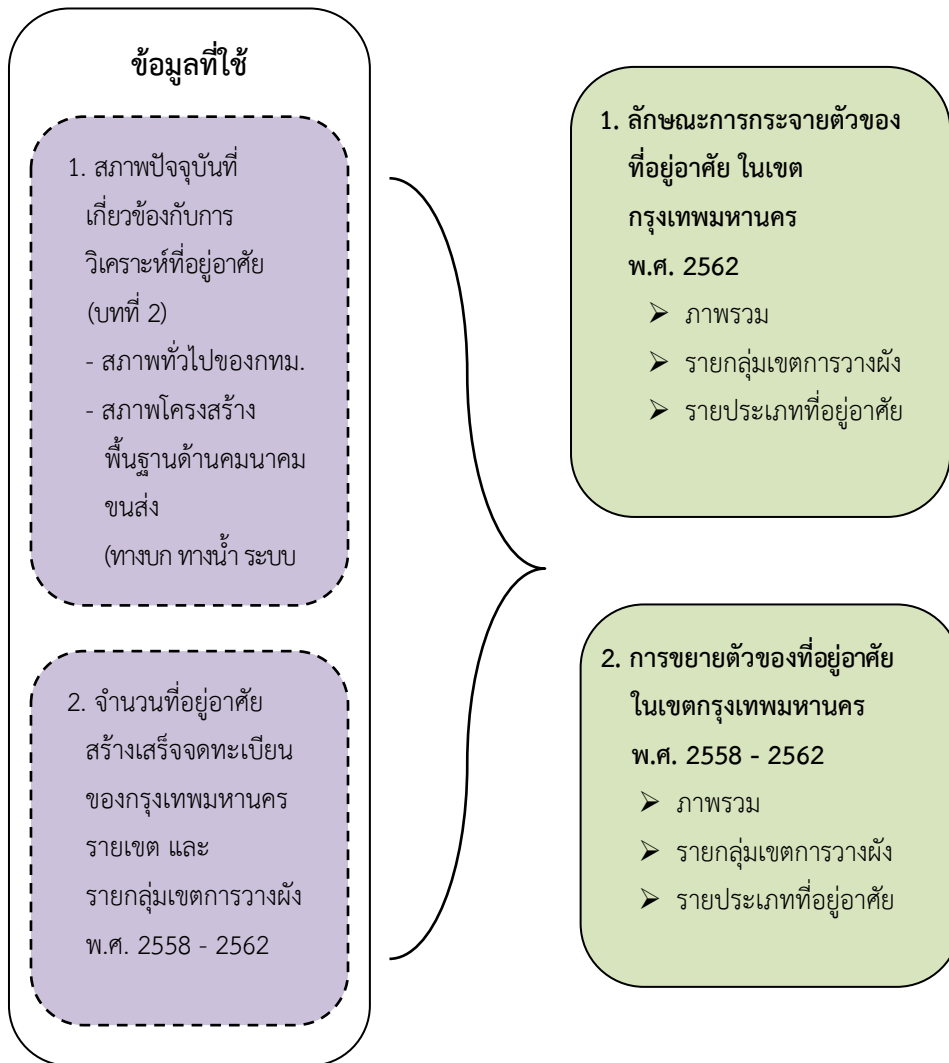 ข้อมูลที่ใช้
1. สภาพปัจจุบันที่
เกี่ยวข้องกับการ
วิเคราะห์ที่อยู่อาศัย
(บทที่ 2)
- สภาพทั่วไปของกทม.
- สภาพโครงสร้าง
พื้นฐานด้านคมนาคม
ขนส่ง
(ทางบก ทางน้ำ ระบบ
2. จำนวนที่อยู่อาศัย
สร้างเสร็จจดทะเบียน
ของกรุงเทพมหานคร
รายเขต และ
รายกลุ่มเขตการวางผัง
พ.ศ. 2558 - 2562
1. ลักษณะการกระจายตัวของ
ที่อยู่อาศัย ในเขต
กรุงเทพมหานคร
พ.ศ. 2562
➢ ภาพรวม
➢ รายกลุ่มเขตการวางผัง
➢ รายประเภทที่อยู่อาศัย
2. การขยายตัวของที่อยู่อาศัย
ในเขตกรุงเทพมหานคร
พ.ศ. 2558 - 2562
➢ ภาพรวม
➢ รายกลุ่มเขตการวางผัง
➢ รายประเภทที่อยู่อาศัย